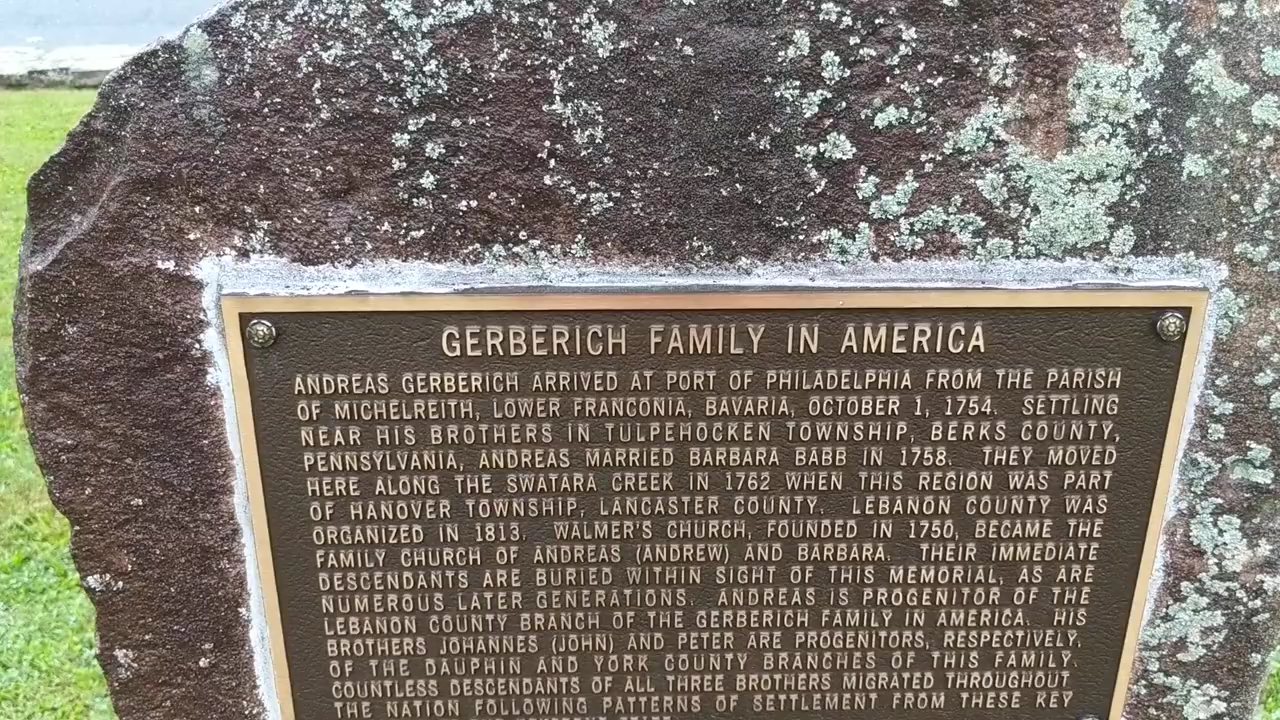 GERBERICH FAMILY IN AMERICA
ANDREAS GERBERICH ARRIVED AT PORT OF PHILADELPHIA FROM THE PARISH
OF MICHELREITH, LOWER FRANCONIA, BAVARIA, OCTOBER 1, 1754. SETTLING
NEAR HIS BROTHERS IN TULPEHOCKEN TOWNSHIP, BERKS COUNTY,
PENNSYLVANIA, ANDREAS MARRIED BARBARA BABB IN 1758. THEY MOVED
HERE ALONG THE SWATARA CREEK IN 1762 WHEN THIS REGION WAS PART
OF HANOVER TOWNSHIP, LANCASTER COUNTY. LEBANON COUNTY WAS
ORGANIZED IN 1813. WALMER'S CHURCH, FOUNDED IN 1750, BECAME THE
FAMILY CHURCH OF ANDREAS (ANDREW) AND BARBARA. THEIR IMMEDIATE
DESCENDANTS ARE BURIED WITHIN SIGHT OF THIS MEMORIAL, AS ARE
NUMEROUS LATER GENERATIONS. ANDREAS IS PROGENITOR OF THE
LEBANON COUNTY BRANCH OF THE GERBERICH FAMILY IN AMERICA. HIS
BROTHERS JOHANNES (JOHN) AND PETER ARE PROGENITORS, RESPECTIVELY,
OF THE DAUPHIN AND YORK COUNTY BRANCHES OF THIS FAMILY.
COUNTLESS DESCENDANTS OF ALL THREE BROTHERS MIGRATED THROUGHOUT
THE NATION FOLLOWING PATTERNS OF SETTLEMENT FROM THESE KEY